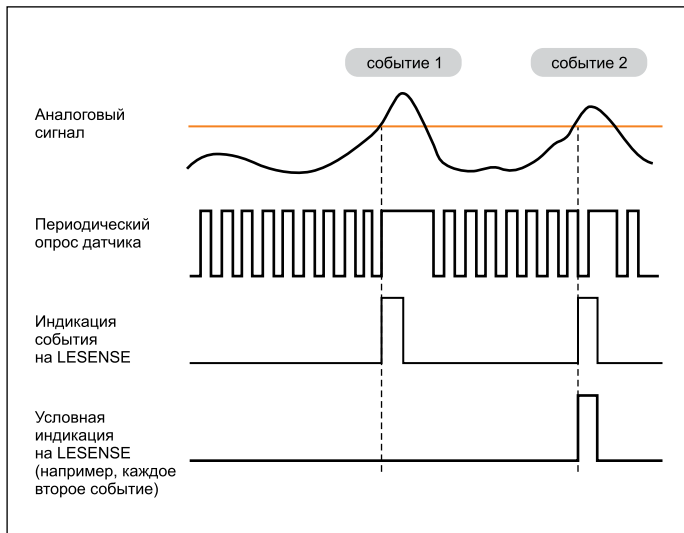 событие 1
событие 2
Аналоговый
сигнал
Периодический
опрос датчика
Индикация
события
на LESENSE
Условная
индикация
на LESENSE
(например, каждое
второе событие)